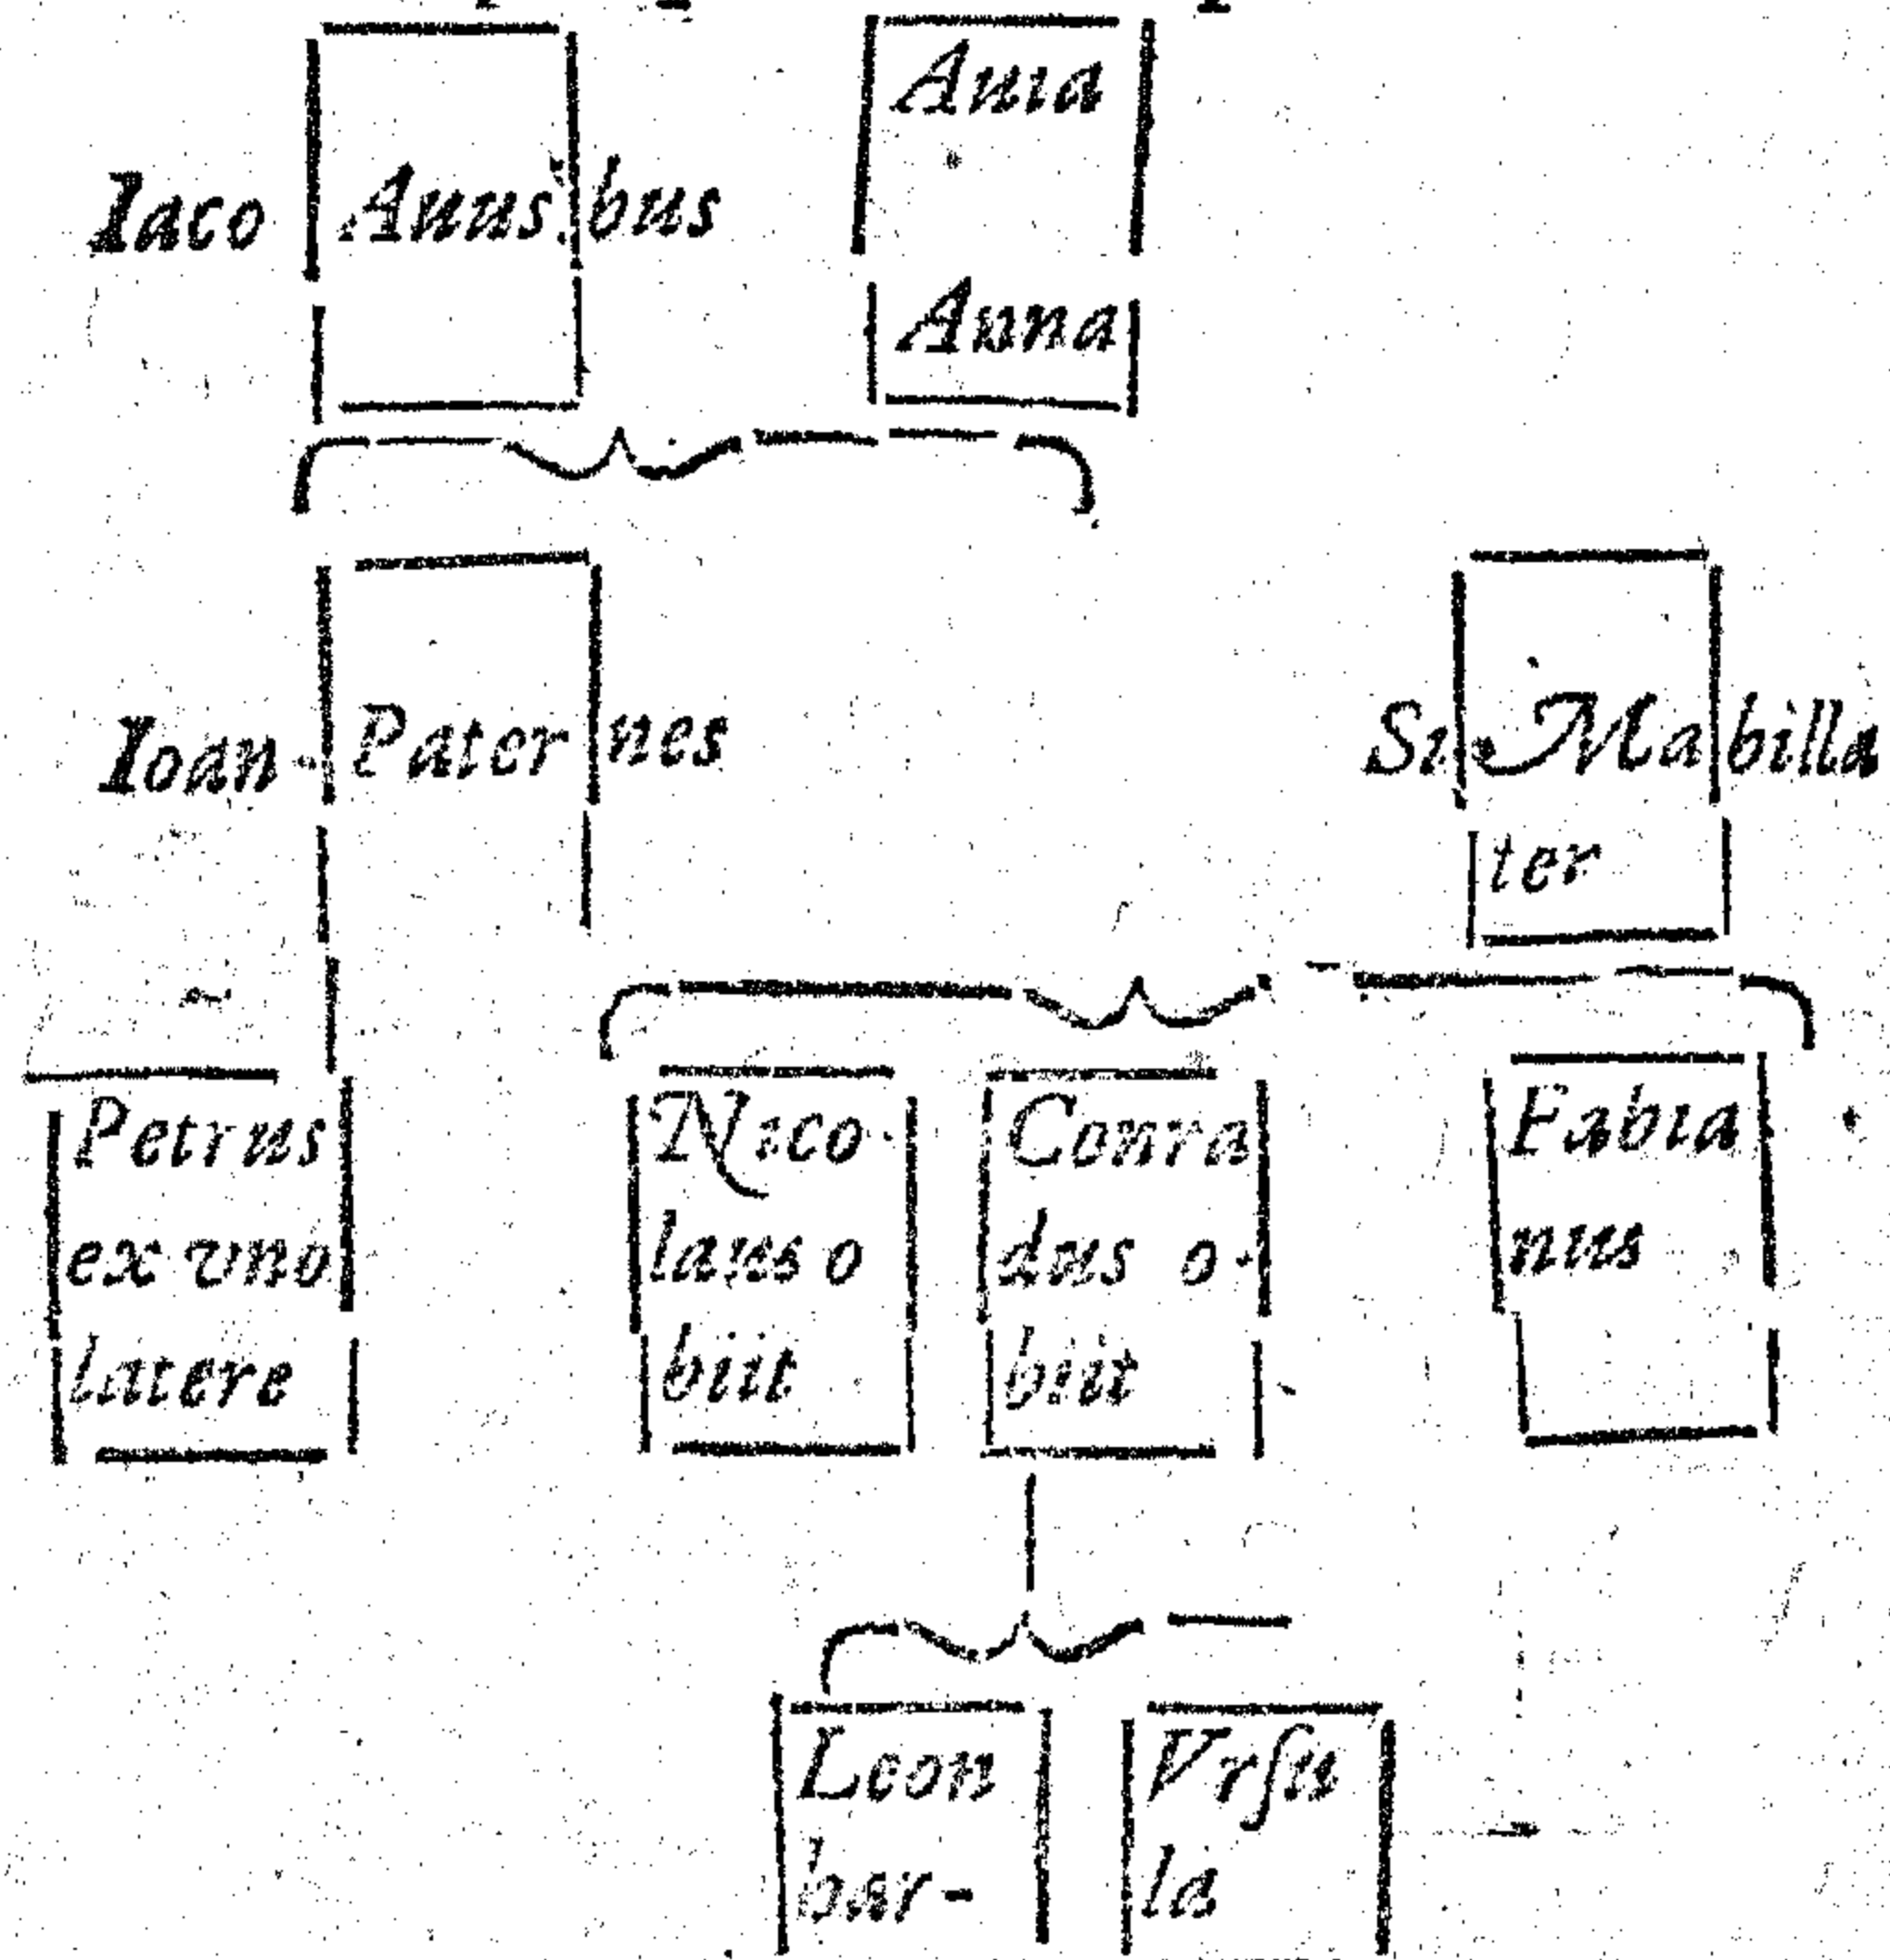 Auia
Iaco Auus bus
Anna
Ioan Pater nes
Si Ma billa
ter
Petrus
ex vno
latere
Nico
laus o
biit
Conra
dus o-
biit
Fabia
nus
Leon
har-
Vrſu
la